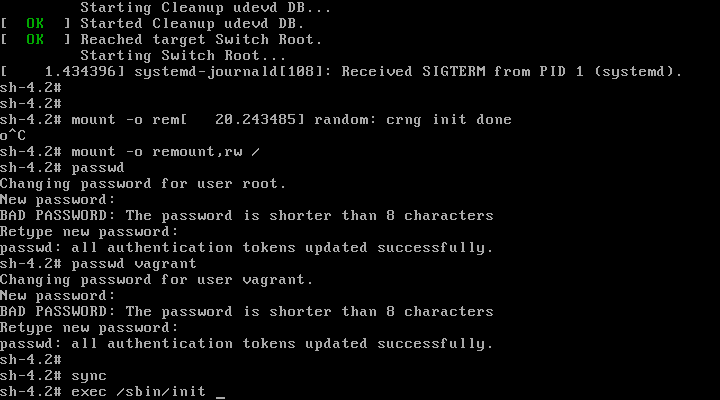 Starting Cleanup udevd DB...
[  OK  ] Started Cleanup udevd DB.
[  OK  ] Reached target Switch Root.
         Starting Switch Root...
[    1.434396] systemd-journald[108]: Received SIGTERM from PID 1 (systemd).
sh-4.2#
sh-4.2#
sh-4.2# mount -o rem[   20.243485] random: crng init done
o^C
sh-4.2# mount -o remount,rw /
sh-4.2# passwd
Changing password for user root.
New password:
BAD PASSWORD: The password is shorter than 8 characters
Retype new password:
passwd: all authentication tokens updated successfully.
sh-4.2# passwd vagrant
Changing password for user vagrant.
New password:
BAD PASSWORD: The password is shorter than 8 characters
Retype new password:
passwd: all authentication tokens updated successfully.
sh-4.2#
sh-4.2# sync
sh-4.2# exec /sbin/init _